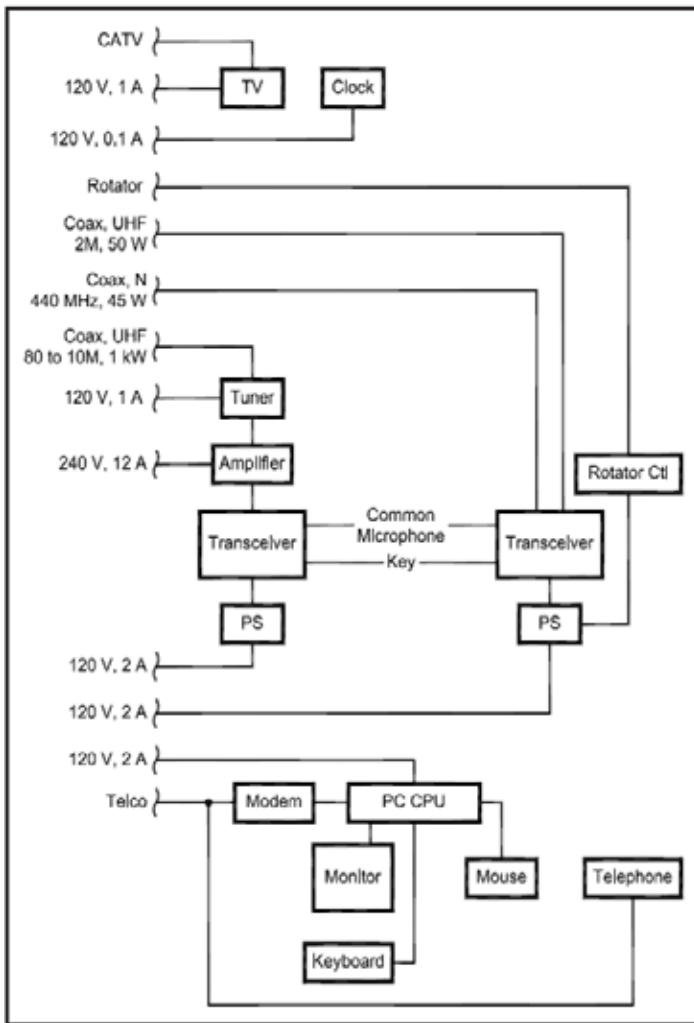 CATV
120 V, 1 A
TV
Clock
120 V, 0.1 A
Rotator
Coax, UHF
2M, 50 W
Coax, N
440 MHz, 45 W
Coax, UHF
80 to 10M, 1 kW
120 V, 1 A
Tuner
240 V, 12 A
Amplifier
Rotator Ctl
Transceiver
Common
Microphone
Key
Transceiver
PS
PS
120 V, 2 A
120 V, 2 A
120 V, 2 A
Telco
Modem
PC CPU
Monitor
Mouse
Telephone
Keyboard